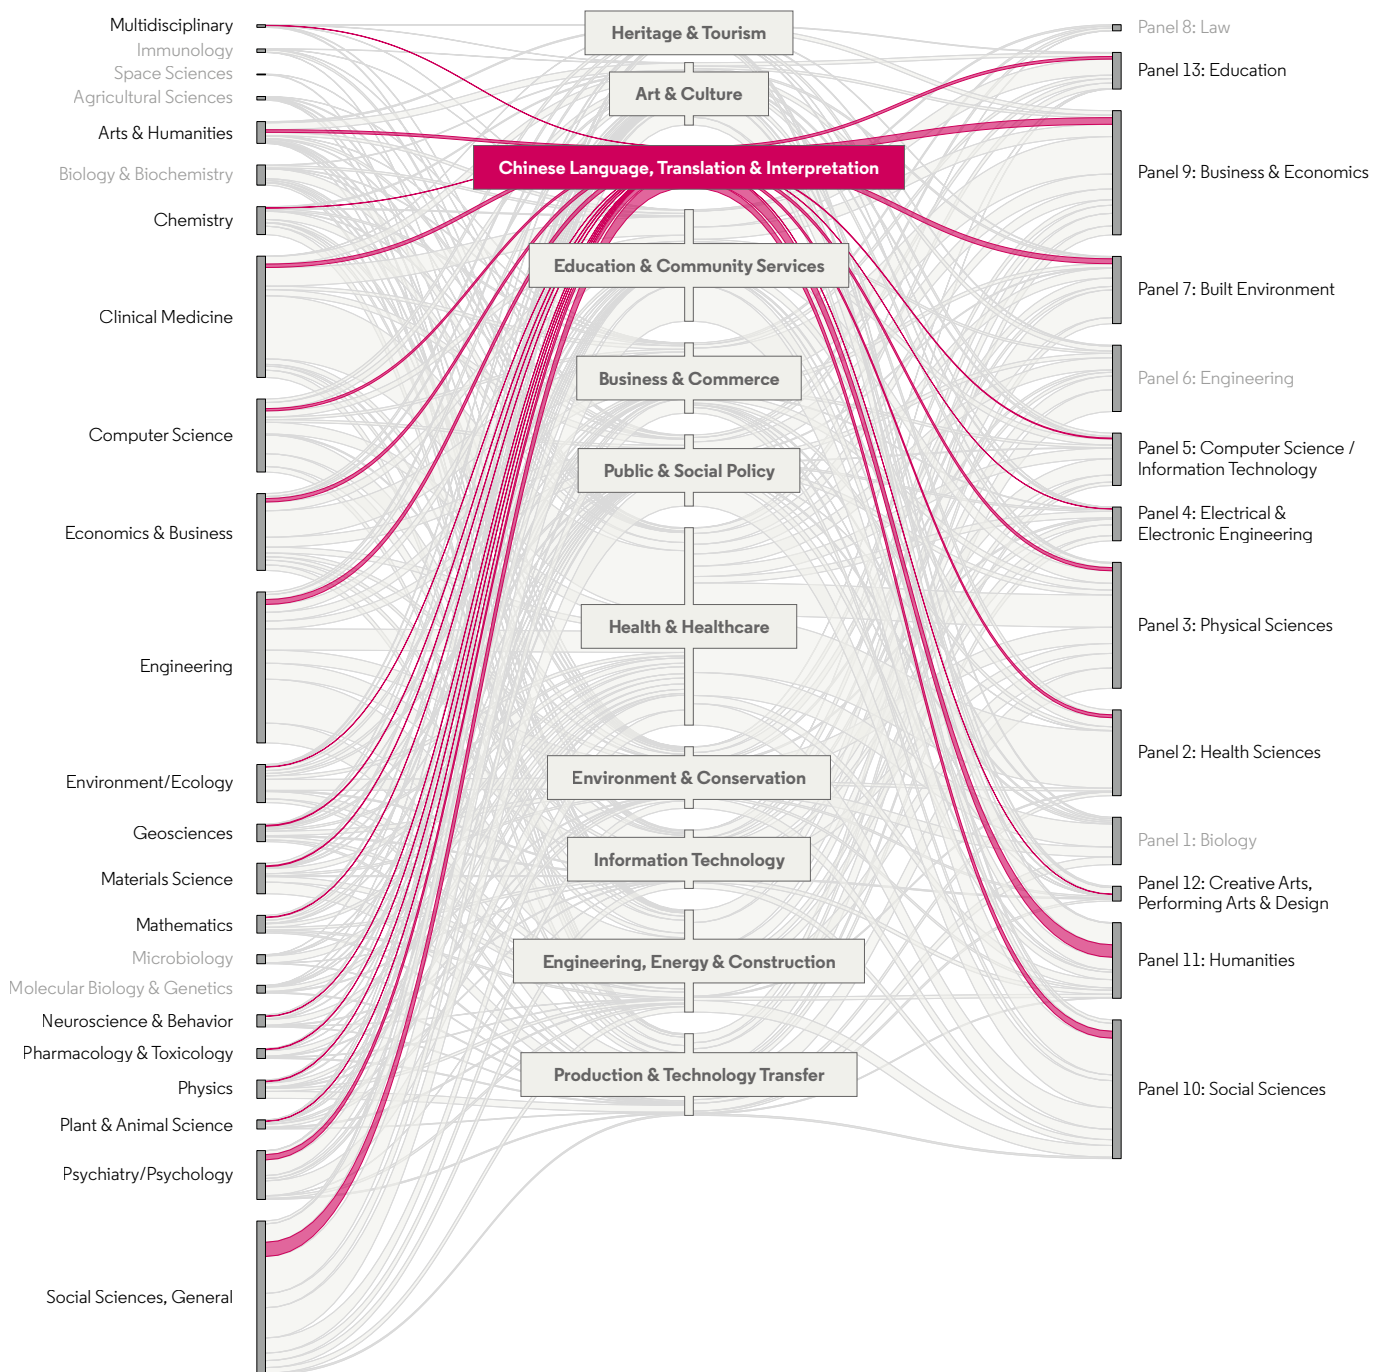 Multidisciplinary
Immunology
Space Sciences
Agricultural Sciences
Arts & Humanities
Biology & Biochemistry
Chemistry
Clinical Medicine
Computer Science
Economics & Business
Engineering
Environment/Ecology
Geosciences
Materials Science
Mathematics
Microbiology
Molecular Biology & Genetics
Neuroscience & Behavior
Pharmacology & Toxicology
Physics
Plant & Animal Science
Psychiatry/Psychology
Social Sciences, General
Heritage & Tourism
Art & Culture
Chinese Language, Translation & Interpretation
Education & Community Services
Business & Commerce
Public & Social Policy
Health & Healthcare
Environment & Conservation
Information Technology
Engineering, Energy & Construction
Production & Technology Transfer
Panel 8: Law
Panel 13: Education
Panel 9: Business & Economics
Panel 7: Built Environment
Panel 6: Engineering
Panel 5: Computer Science /
Information Technology
Panel 4: Electrical &
Electronic Engineering
Panel 3: Physical Sciences
Panel 2: Health Sciences
Panel 1: Biology
Panel 12: Creative Arts,
Performing Arts & Design
Panel 11: Humanities
Panel 10: Social Sciences